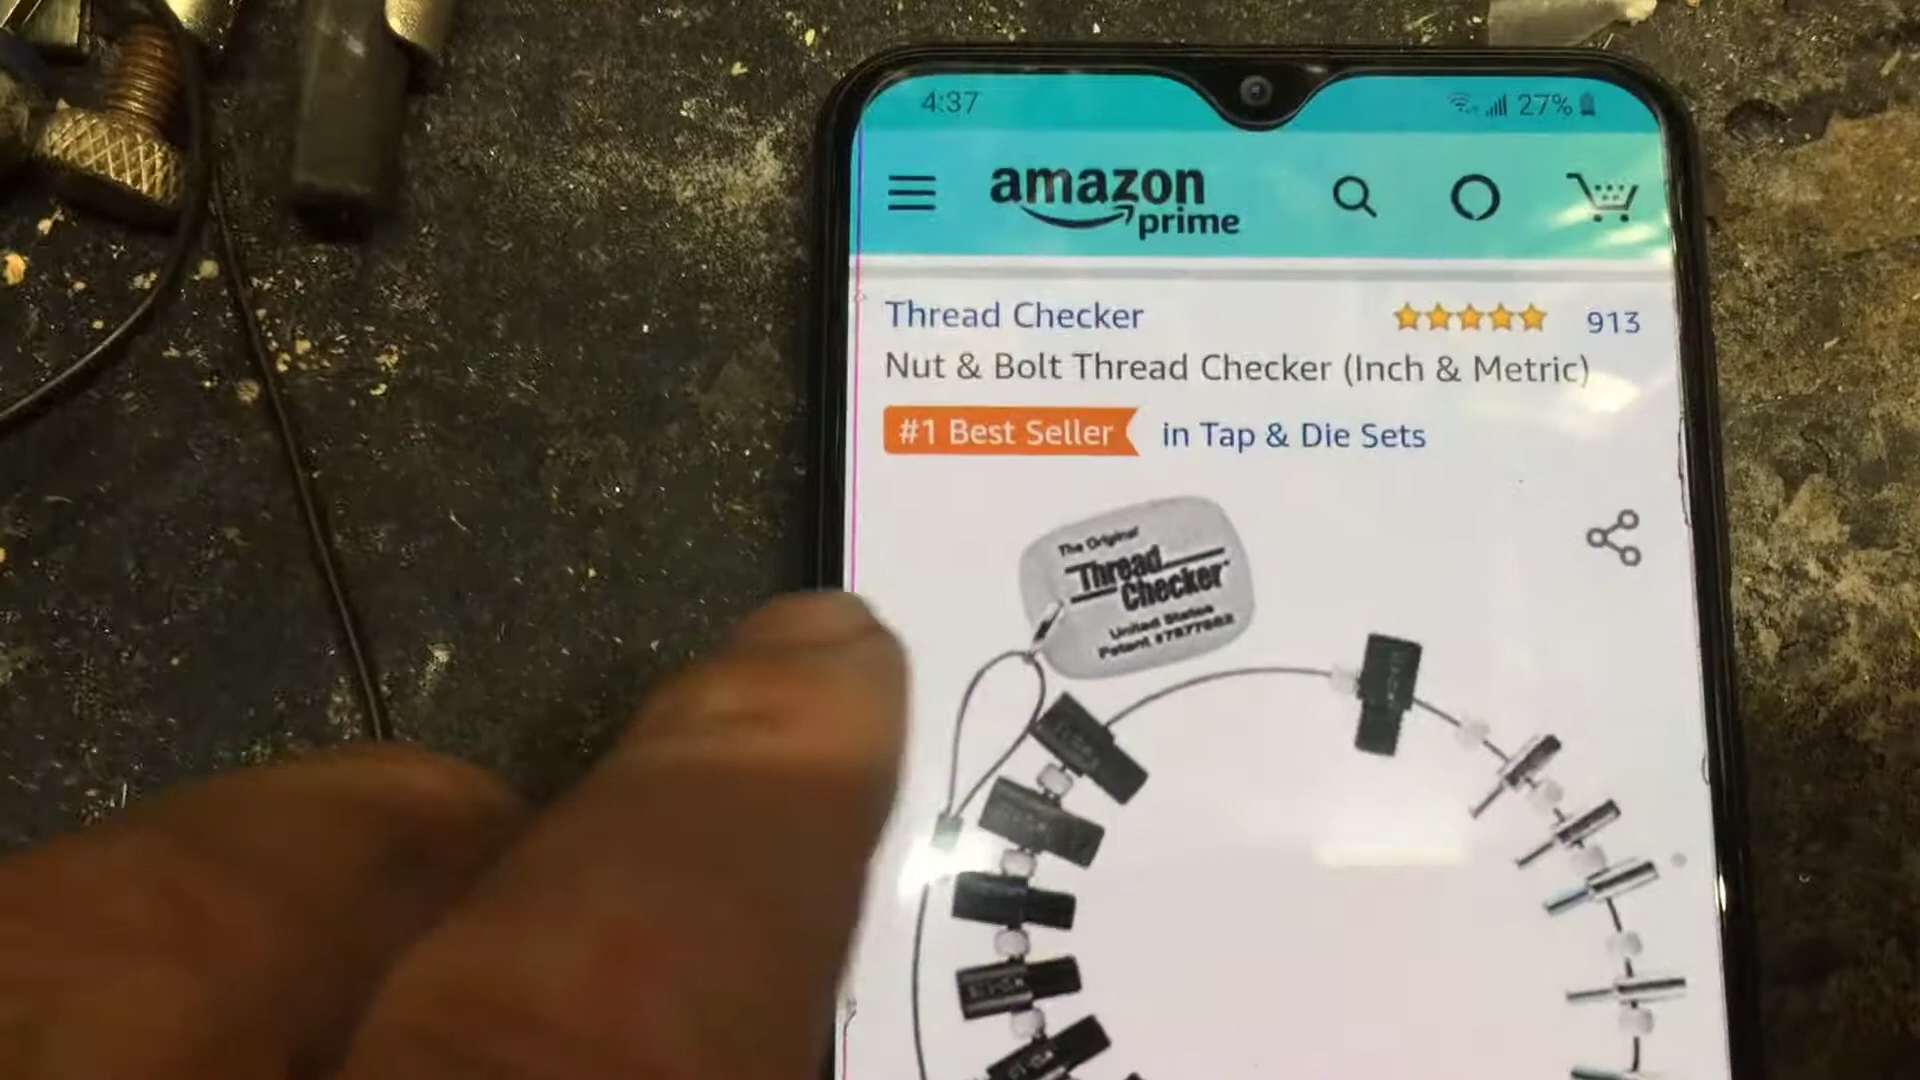 4:37
27%
amazon
prime
Thread Checker
913
Nut & Bolt Thread Checker (Inch & Metric)
#1 Best Seller
in Tap & Die Sets
The Original
Thread
Checker
United States
Patent